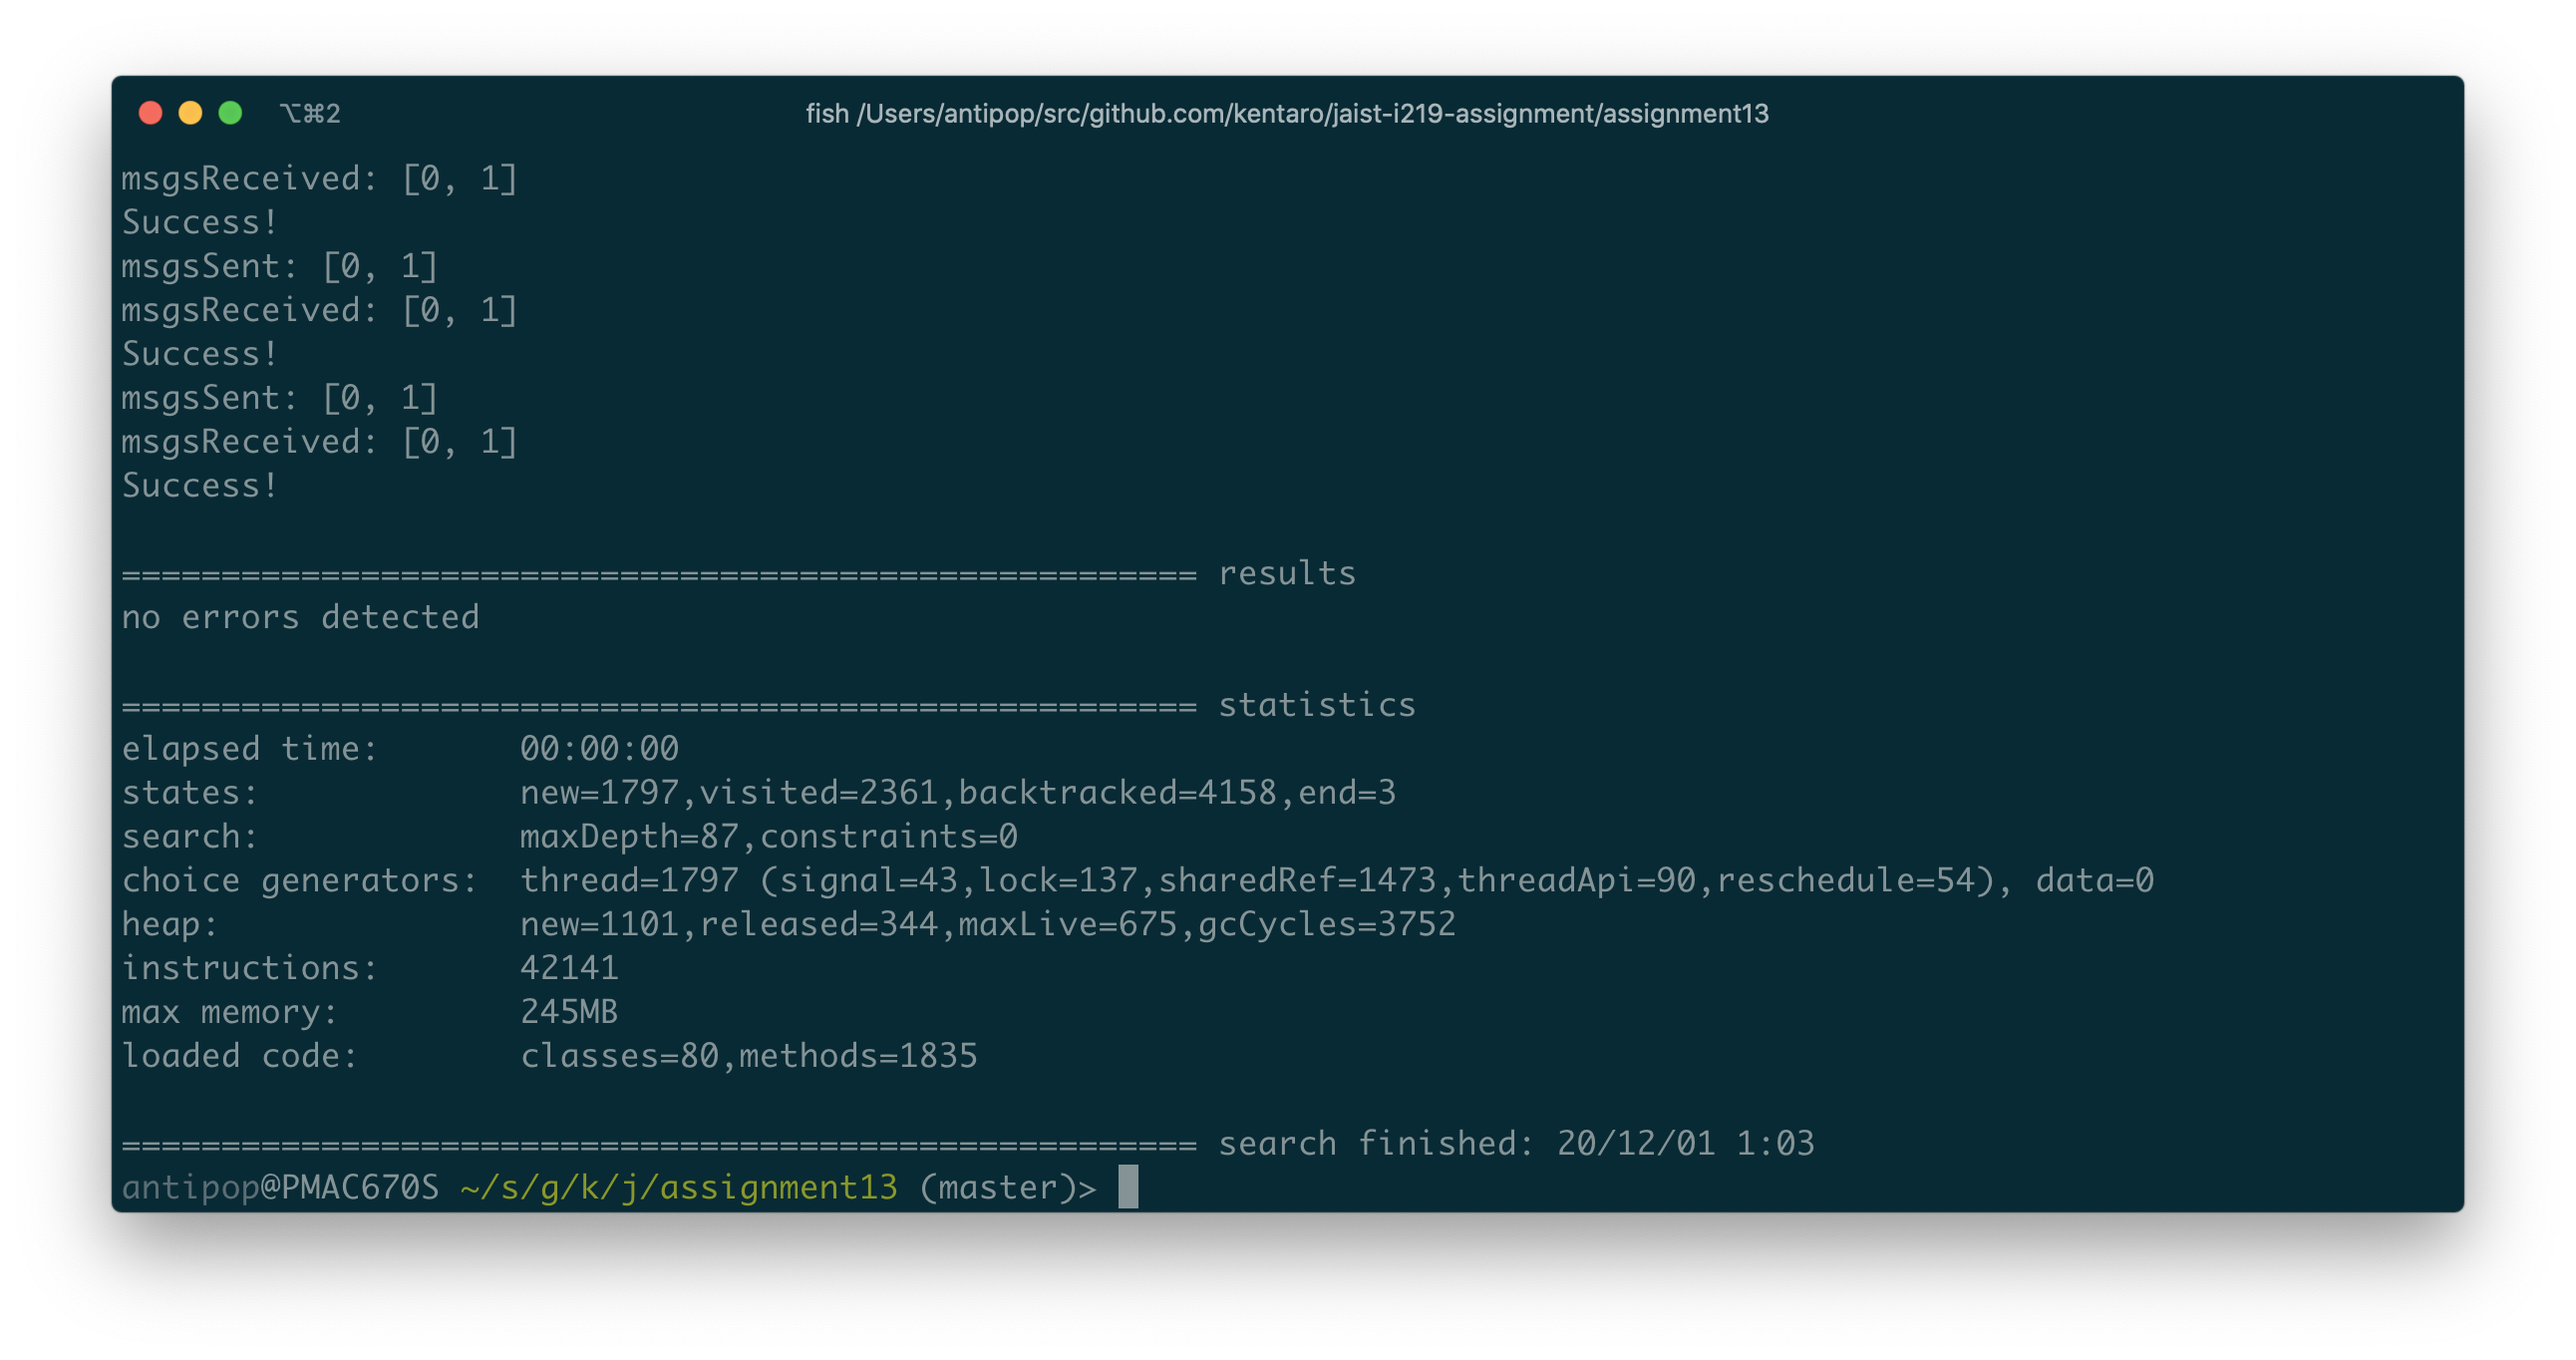 ⌥⌘2 fish /Users/antipop/src/github.com/kentaro/jaist-i219-assignment/assignment13
msgsReceived: [0, 1]
Success!
msgsSent: [0, 1]
msgsReceived: [0, 1]
Success!
msgsSent: [0, 1]
msgsReceived: [0, 1]
Success!
====================================================== results
no errors detected
====================================================== statistics
elapsed time:       00:00:00
states:             new=1797,visited=2361,backtracked=4158,end=3
search:             maxDepth=87,constraints=0
choice generators:  thread=1797 (signal=43,lock=137,sharedRef=1473,threadApi=90,reschedule=54), data=0
heap:               new=1101,released=344,maxLive=675,gcCycles=3752
instructions:       42141
max memory:         245MB
loaded code:        classes=80,methods=1835
====================================================== search finished: 20/12/01 1:03
antipop@PMAC670S ~/s/g/k/j/assignment13 (master)>